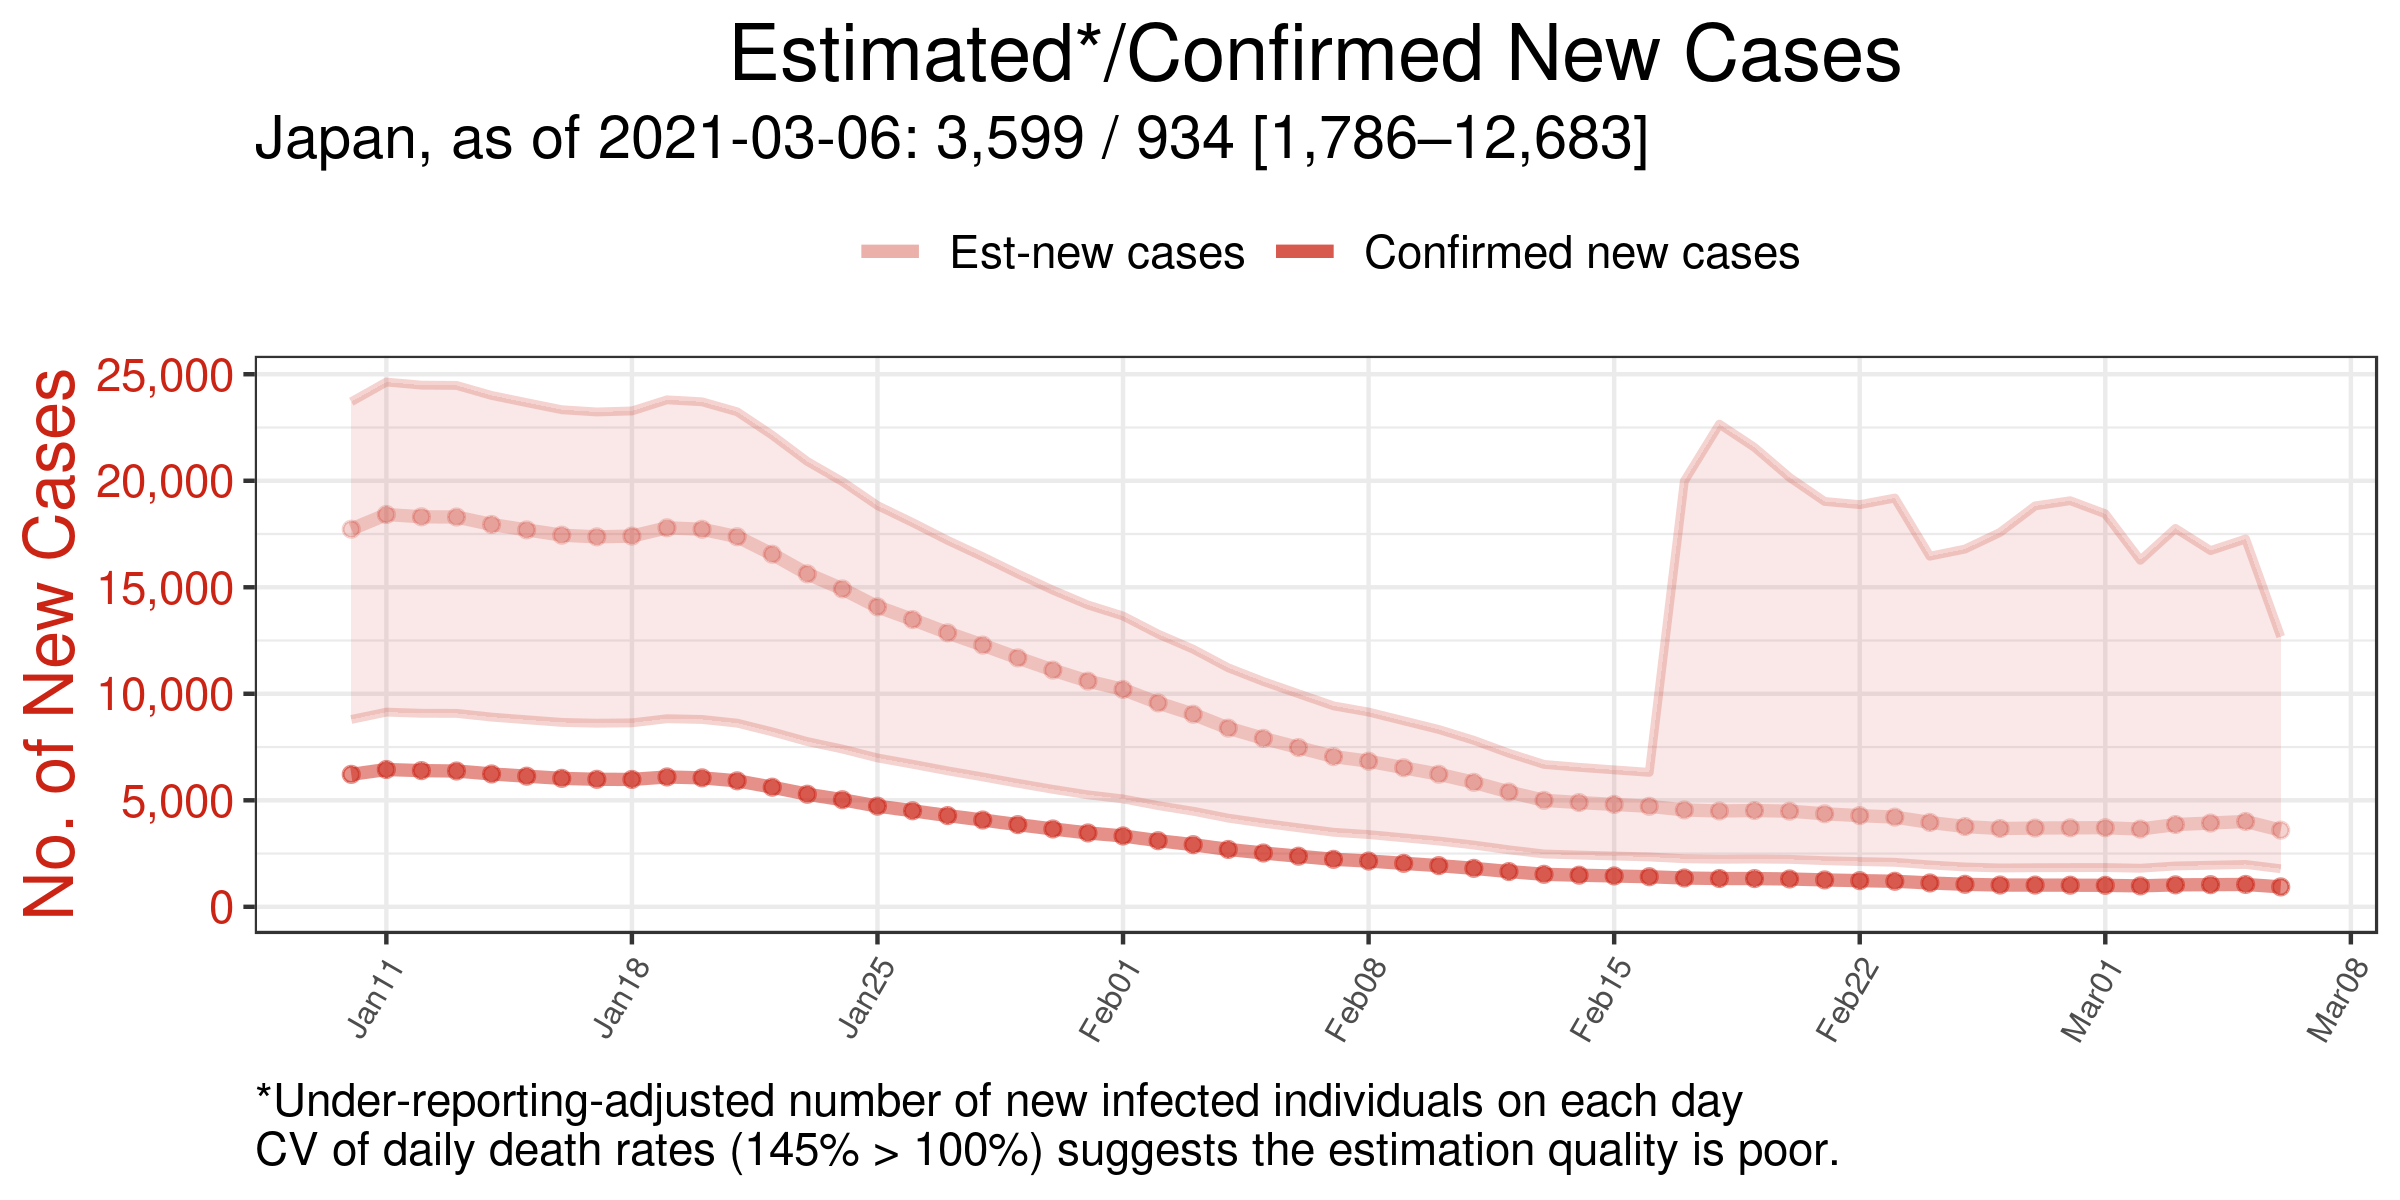 Estimated*/Confirmed New Cases
Japan, as of 2021-03-06: 3,599 / 934 [1,786–12,683]
Est-new cases
Confirmed new cases
No. of New Cases
25,000
20,000
15,000
10,000
5,000
0
Jan11
Jan18
Jan25
Feb01
Feb08
Feb15
Feb22
Mar01
Mar08
*Under-reporting-adjusted number of new infected individuals on each day
CV of daily death rates (145% > 100%) suggests the estimation quality is poor.